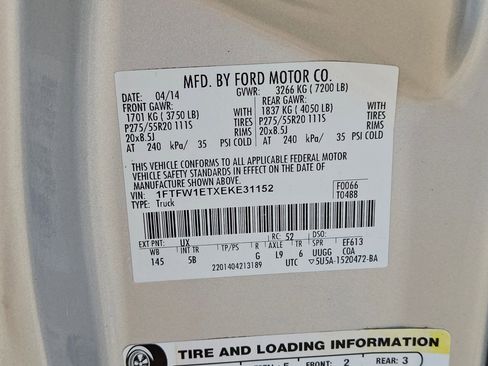 MFD. BY FORD MOTOR CO.
DATE: 04/14 GVWR: 3266 KG (7200 LB)
FRONT GAWR: REAR GAWR:
1701 KG (3750 LB) 1837 KG (4050 LB)
P275/55R20 111S TIRES P275/55R20 111S TIRES
20x8.5J RIMS 20x8.5J RIMS
AT 240 kPa/ 35 PSI COLD AT 240 kPa/ 35 PSI COLD
THIS VEHICLE CONFORMS TO ALL APPLICABLE FEDERAL MOTOR
VEHICLE SAFETY STANDARDS IN EFFECT ON THE DATE OF
MANUFACTURE SHOWN ABOVE.
VIN: 1FTFW1ETXEKE31152 F0066
TYPE: Truck T04BB
EXT PNT: UX RC: 52 DSO:
WB INT TR TP/PS R AXLE TR SPR EF613
145 5B G L9 6 UUGG COA
2201404213189 UTC 5U5A-1520472-BA
TIRE AND LOADING INFORMATION
FRONT: 2 REAR: 3